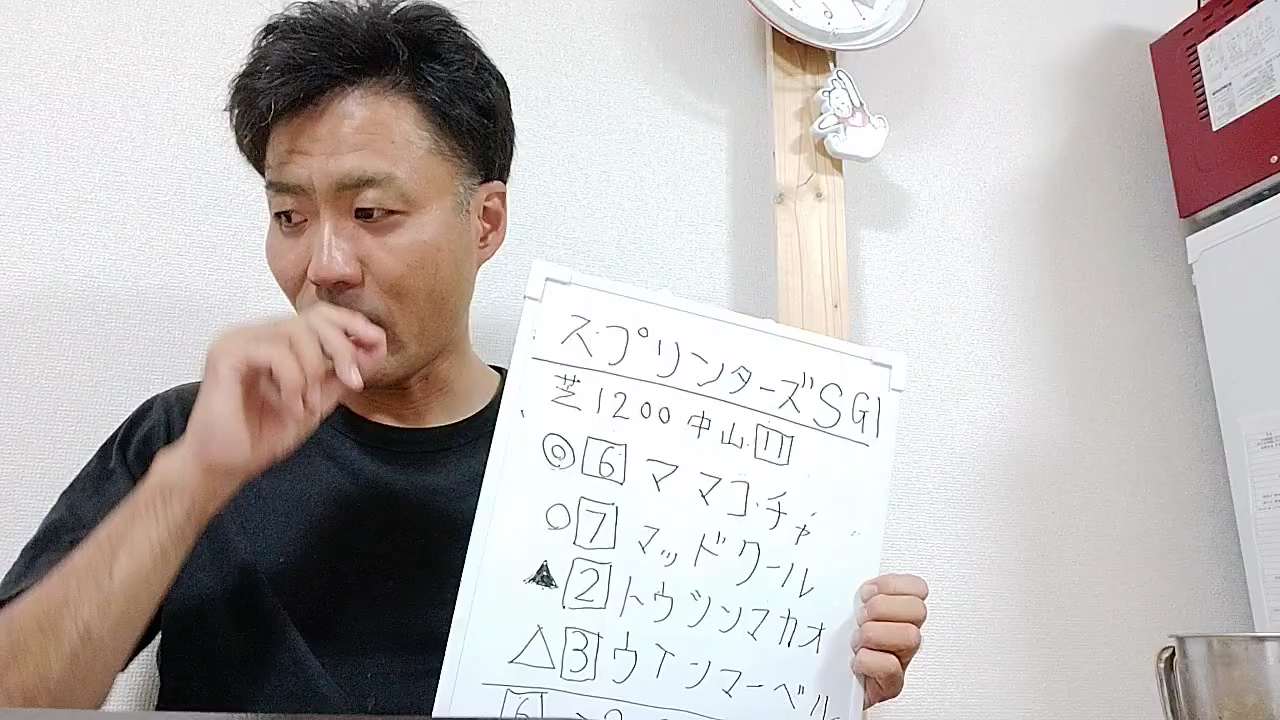 スプリンターズS G1
芝1200 中山 11
◎ 6 ママコチャ
○ 7 マドクール
▲ 2 トウシンマカオ
△ 3 ウインマーベル
6